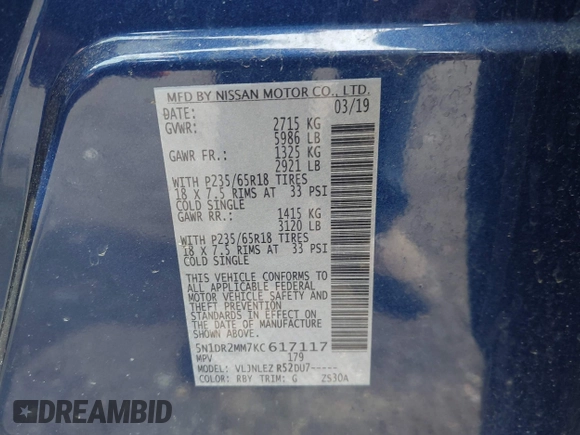 MFD BY NISSAN MOTOR CO., LTD.
DATE: 03/19
GVWR: 2715 KG
5986 LB
GAWR FR.: 1325 KG
2921 LB
WITH P235/65R18 TIRES
18 X 7.5 RIMS AT 33 PSI
COLD SINGLE
GAWR RR.: 1415 KG
3120 LB
WITH P235/65R18 TIRES
18 X 7.5 RIMS AT 33 PSI
COLD SINGLE
THIS VEHICLE CONFORMS TO
ALL APPLICABLE FEDERAL
MOTOR VEHICLE SAFETY AND
THEFT PREVENTION
STANDARDS IN EFFECT ON
THE DATE OF MANUFACTURE
SHOWN ABOVE.
5N1DR2MM7KC617117
MPV 179
MODEL: VLJNLEZ R52DU7-----
COLOR: RBY TRIM: G ZS30A
DREAMBID